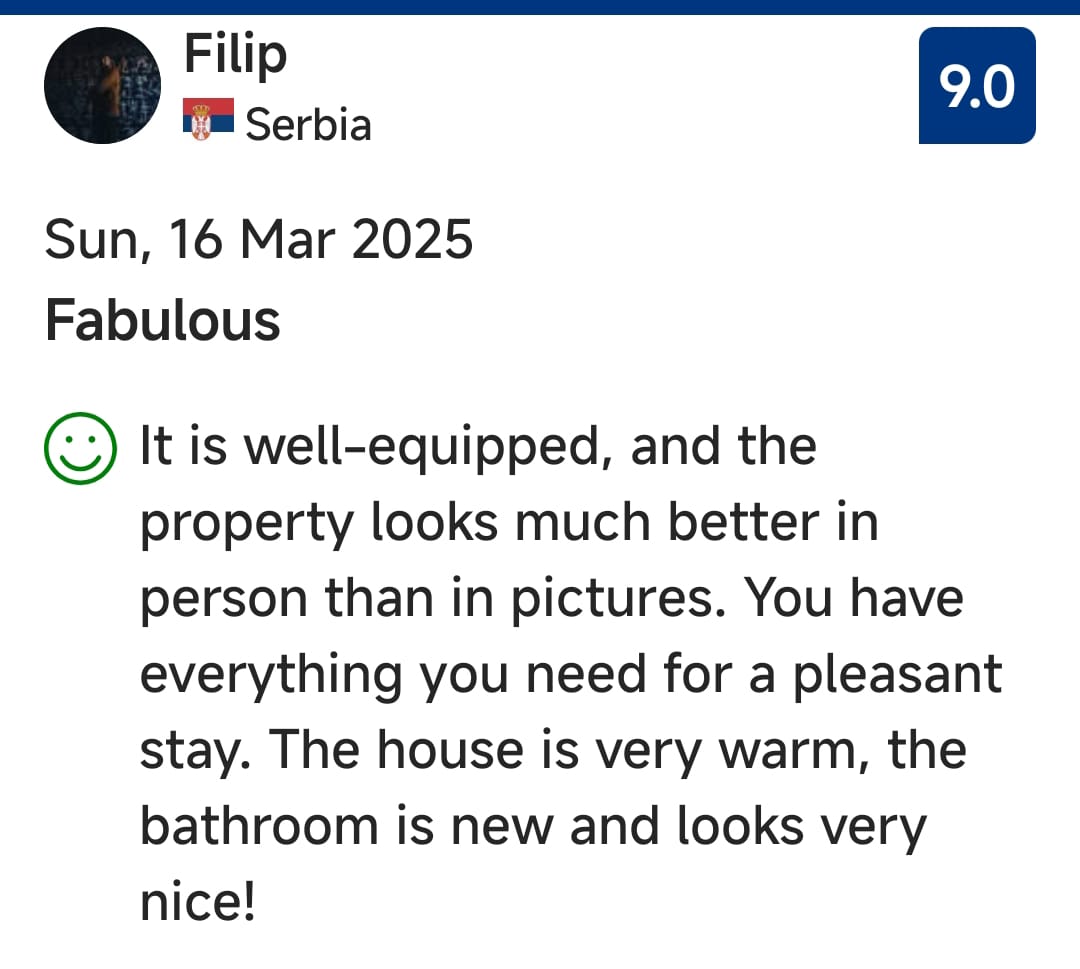 Filip
Serbia
9.0
Sun, 16 Mar 2025
Fabulous
It is well-equipped, and the
property looks much better in
person than in pictures. You have
everything you need for a pleasant
stay. The house is very warm, the
bathroom is new and looks very
nice!